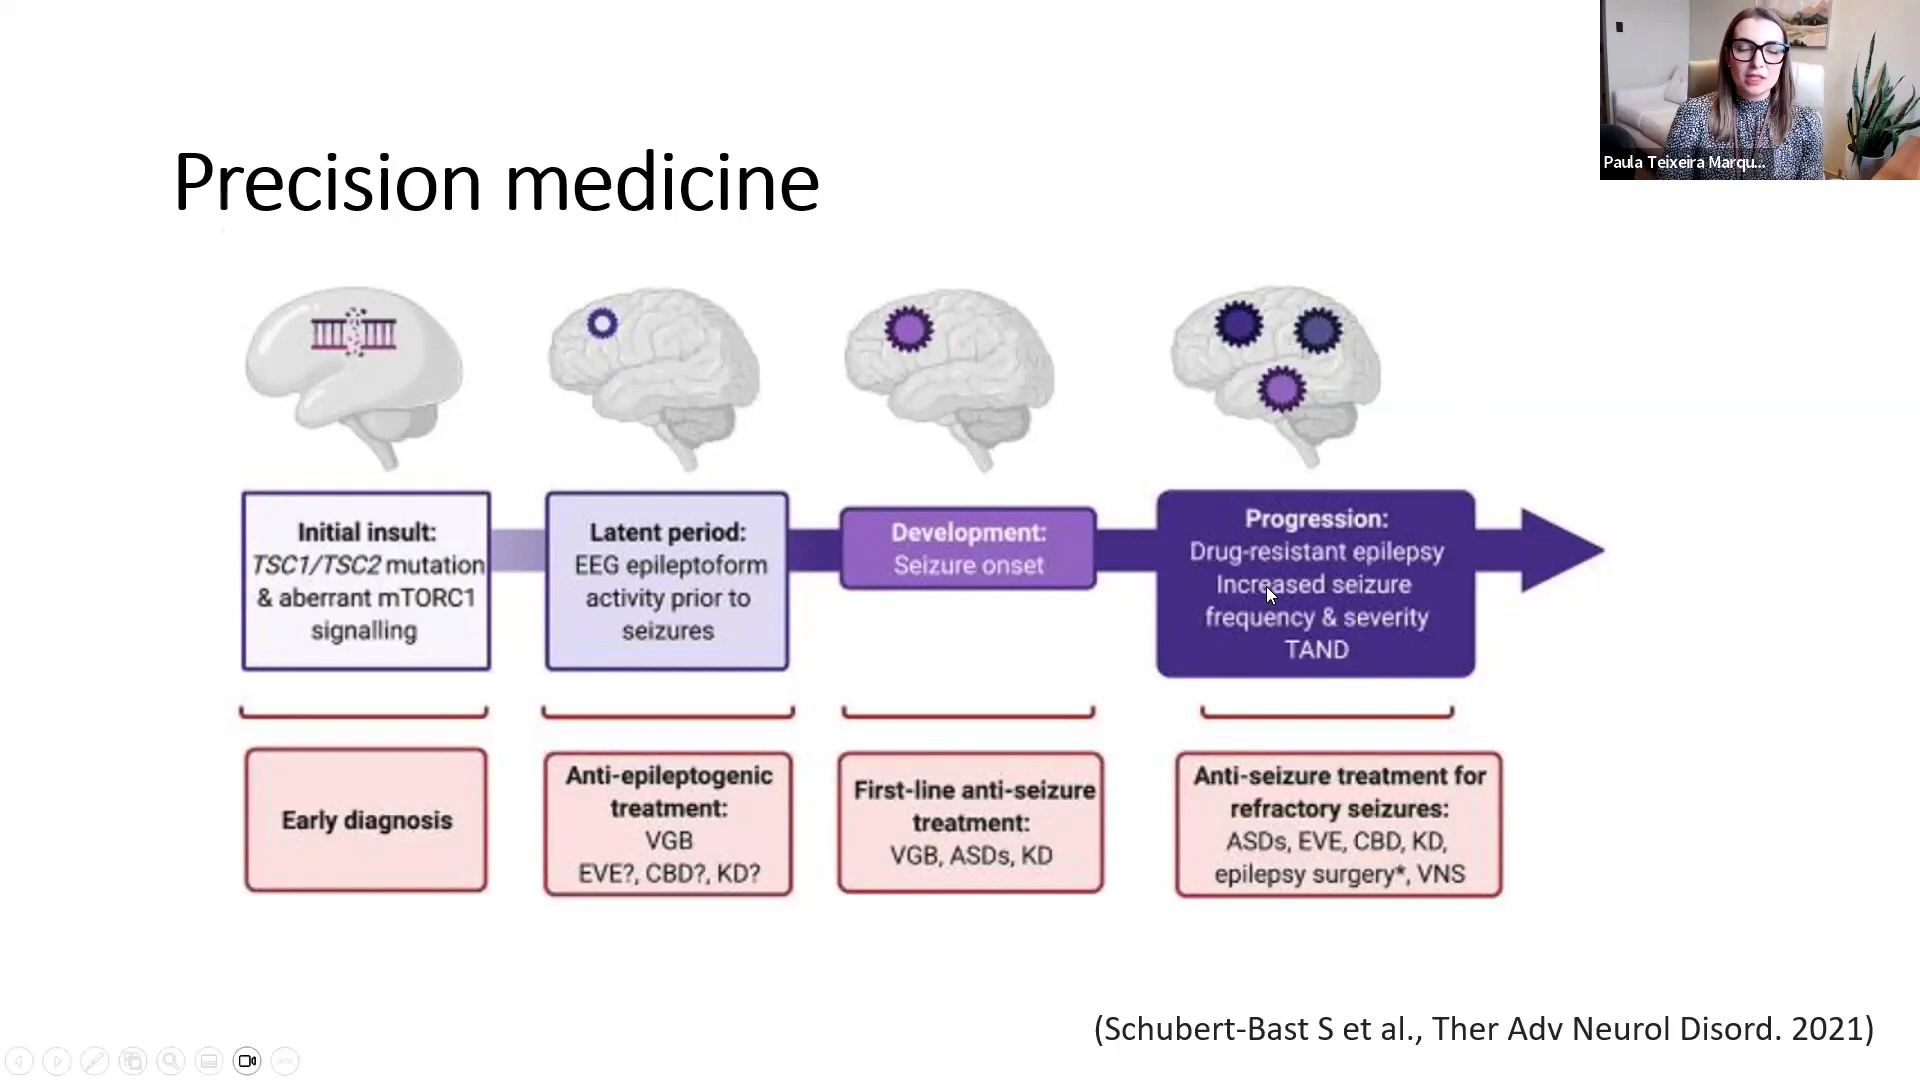 Paula Teixeira Marqu...
Precision medicine
Initial insult:
TSC1/TSC2 mutation
& aberrant mTORC1
signalling
Latent period:
EEG epileptoform
activity prior to
seizures
Development:
Seizure onset
Progression:
Drug-resistant epilepsy
Increased seizure
frequency & severity
TAND
Early diagnosis
Anti-epileptogenic
treatment:
VGB
EVE?, CBD?, KD?
First-line anti-seizure
treatment:
VGB, ASDs, KD
Anti-seizure treatment for
refractory seizures:
ASDs, EVE, CBD, KD,
epilepsy surgery*, VNS
(Schubert-Bast S et al., Ther Adv Neurol Disord. 2021)